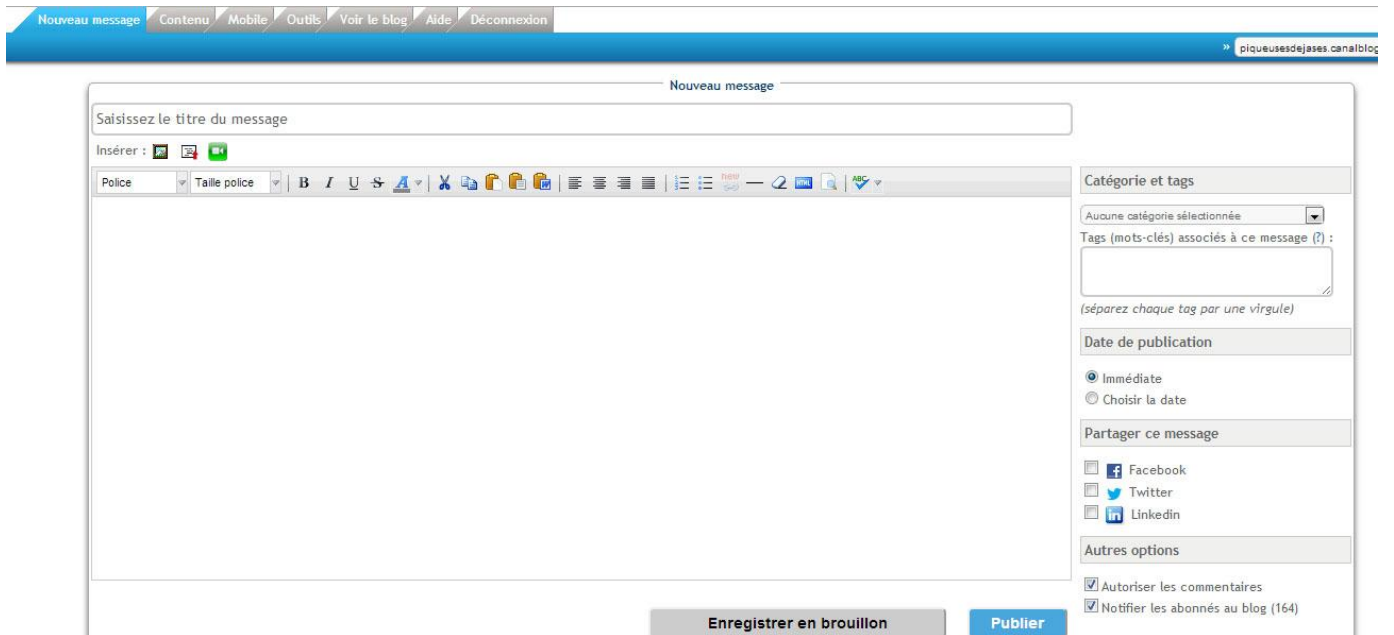 Nouveau message Contenu Mobile Outils Voir le blog Aide Déconnexion
» piqueusesdejases.canalblog
Nouveau message
Saisissez le titre du message
Insérer :
Police Taille police B I U S A new HTML ABC
Catégorie et tags
Aucune catégorie sélectionnée
Tags (mots-clés) associés à ce message (?) :
(séparez chaque tag par une virgule)
Date de publication
Immédiate
Choisir la date
Partager ce message
Facebook
Twitter
Linkedin
Autres options
Autoriser les commentaires
Notifier les abonnés au blog (164)
Enregistrer en brouillon Publier